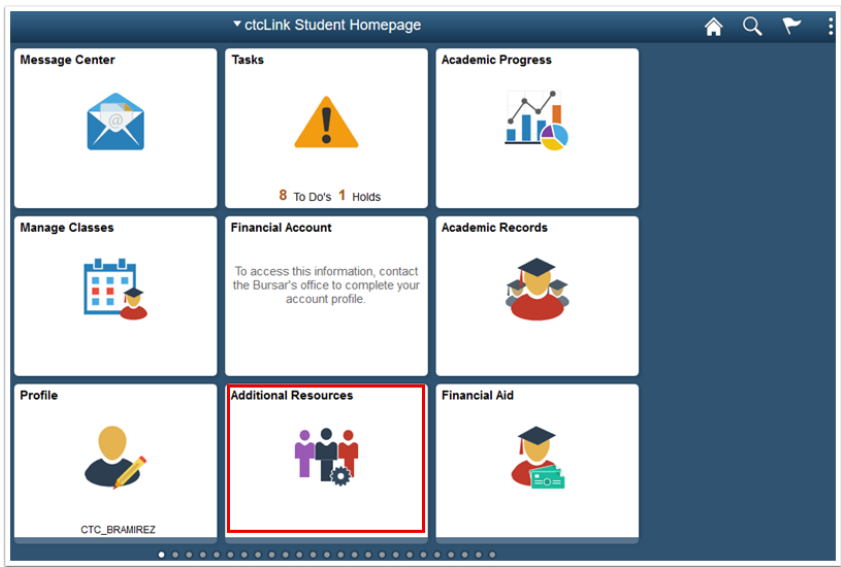 ctcLink Student Homepage
Message Center
Tasks
Academic Progress
@
8 To Do's 1 Holds
Manage Classes
Financial Account
Academic Records
To access this information, contact
the Bursar's office to complete your
account profile.
Profile
Additional Resources
Financial Aid
CTC_BRAMIREZ